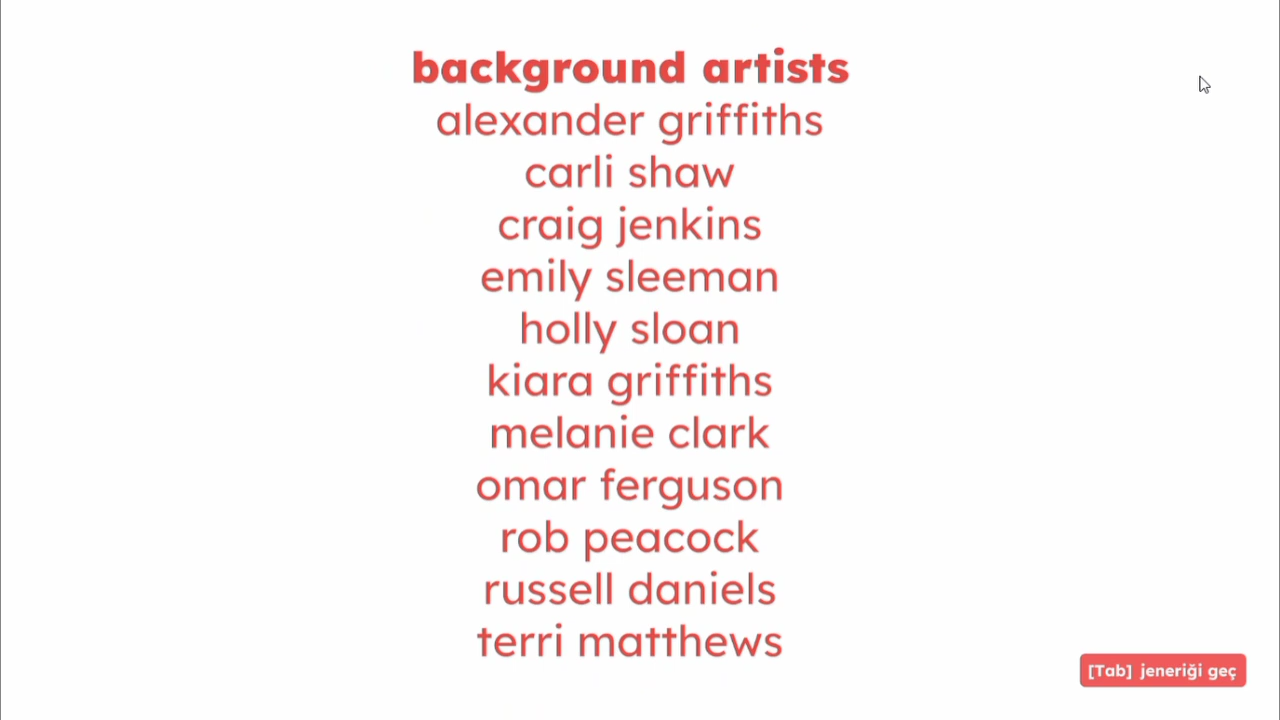 background artists
alexander griffiths
carli shaw
craig jenkins
emily sleeman
holly sloan
kiara griffiths
melanie clark
omar ferguson
rob peacock
russell daniels
terri matthews
[Tab] jeneriği geç